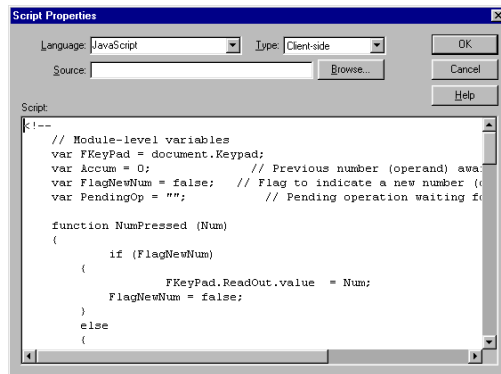 Script Properties
Language: JavaScript Type: Client-side OK
Source: Browse... Cancel
Help
Script:
<!--
// Module-level variables
var FKeyPad = document.Keypad;
var Accum = 0; // Previous number (operand)
var FlagNewNum = false; // Flag to indicate a new number
var PendingOp = ""; // Pending operation waiting
function NumPressed (Num)
{
if (FlagNewNum)
{
FKeyPad.ReadOut.value = Num;
FlagNewNum = false;
}
else
{